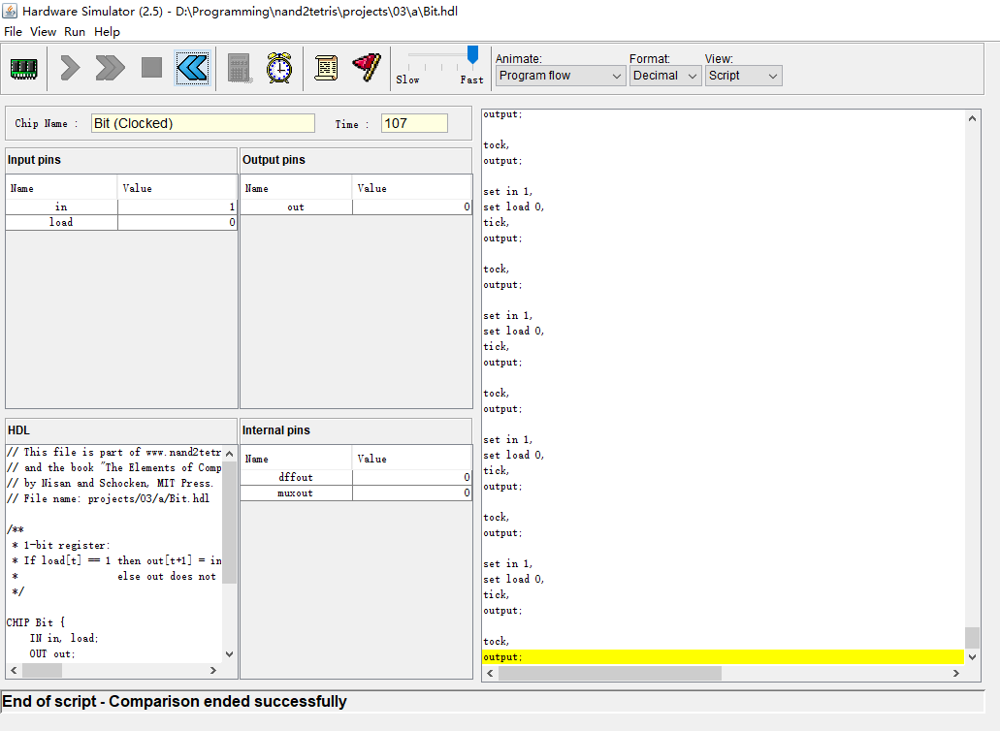 Hardware Simulator (2.5) - D:\Programming\nand2tetris\projects\03\a\Bit.hdl
File View Run Help
Slow Fast
Animate: Format: View:
Program flow Decimal Script
Chip Name : Bit (Clocked) Time : 107
Input pins
Name Value
in 1
load 0
Output pins
Name Value
out 0
HDL
// This file is part of www.nand2tetr
// and the book "The Elements of Comp
// by Nisan and Schocken, MIT Press.
// File name: projects/03/a/Bit.hdl
/**
* 1-bit register:
* If load[t] == 1 then out[t+1] = in
* else out does not
*/
CHIP Bit {
IN in, load;
OUT out;
Internal pins
Name Value
dffout 0
muxout 0
output;
tock,
output;
set in 1,
set load 0,
tick,
output;
tock,
output;
set in 1,
set load 0,
tick,
output;
tock,
output;
set in 1,
set load 0,
tick,
output;
tock,
output;
set in 1,
set load 0,
tick,
output;
tock,
output;
End of script - Comparison ended successfully